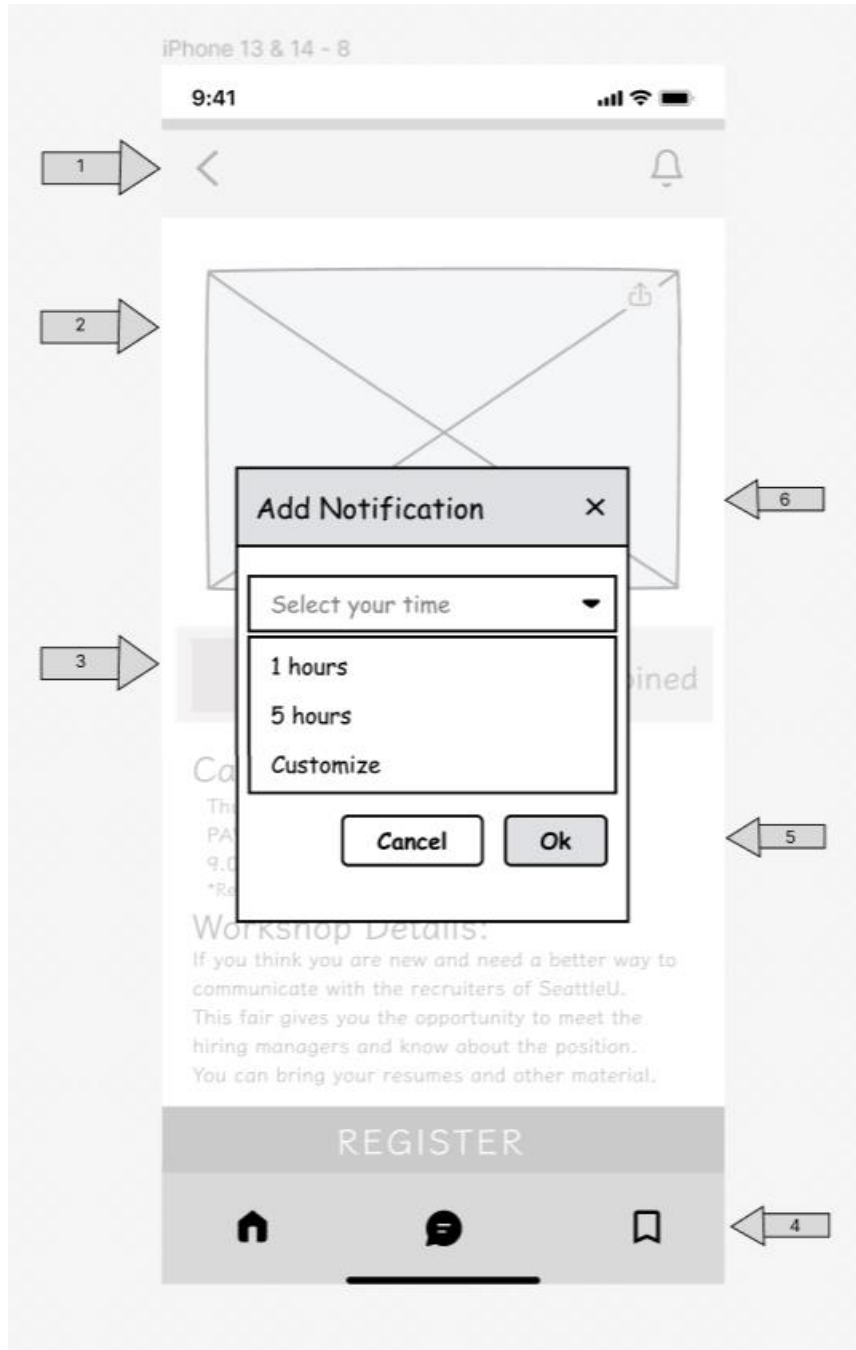 iPhone 13 & 14 - 8
9:41
1
2
Add Notification
6
Select your time
3
1 hours
5 hours
Customize
Cancel
Ok
5
Workshop Details:
If you think you are new and need a better way to
communicate with the recruiters of SeattleU.
This fair gives you the opportunity to meet the
hiring managers and know about the position.
You can bring your resumes and other material.
REGISTER
4